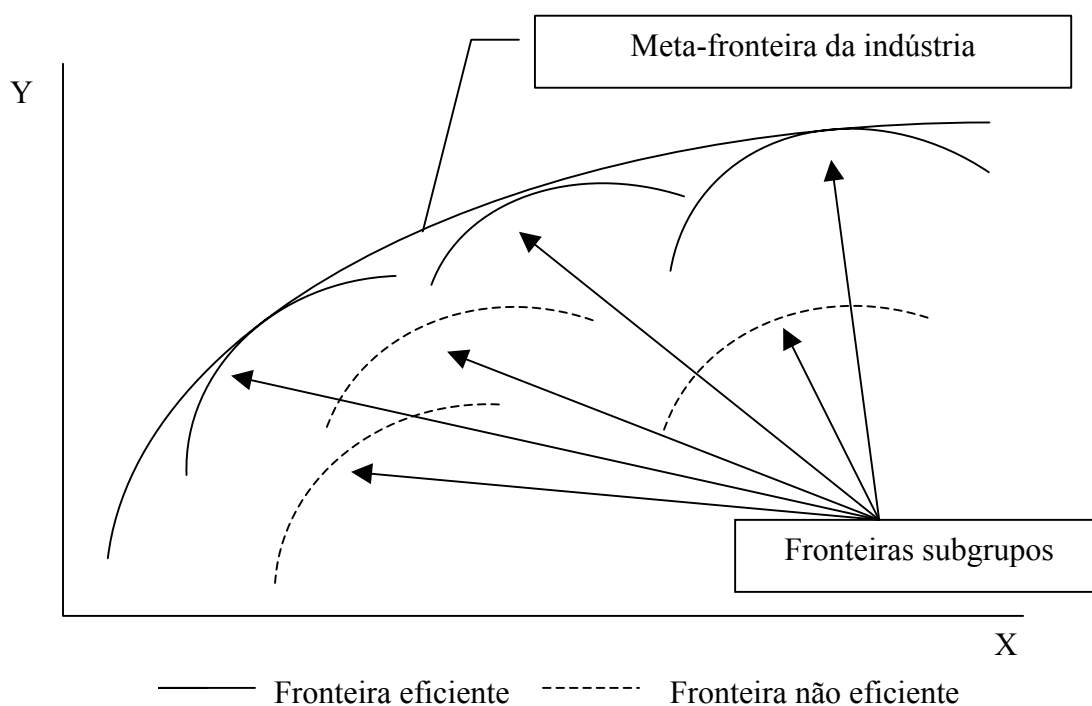 Meta-fronteira da indústria
Y
Fronteiras subgrupos
X
Fronteira eficiente
Fronteira não eficiente